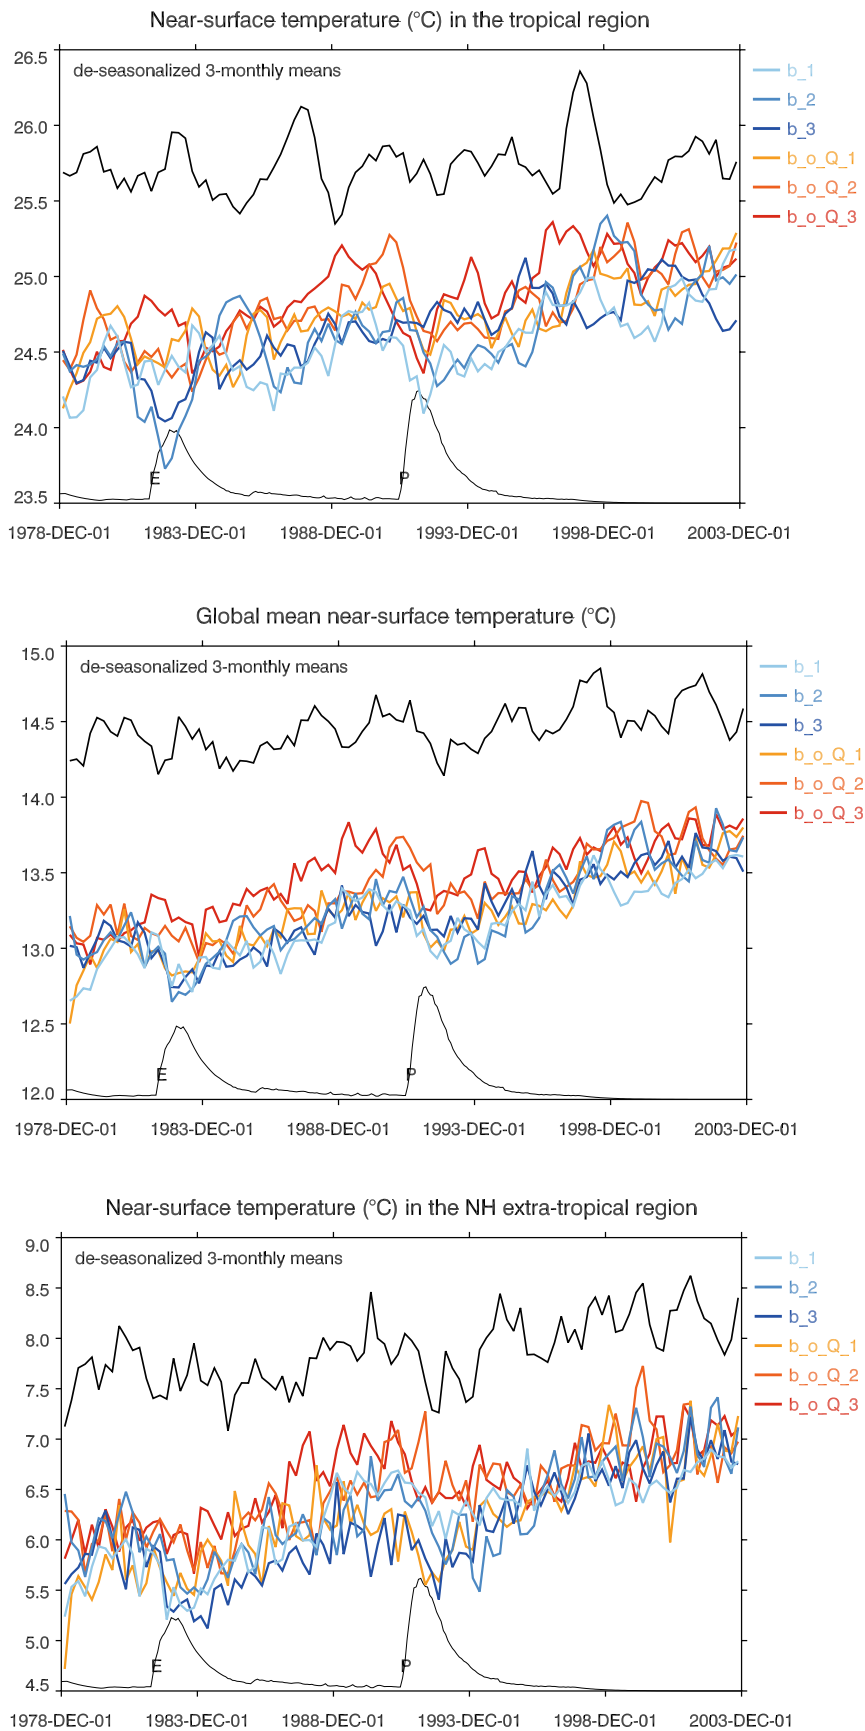 Near-surface temperature (°C) in the tropical region
de-seasonalized 3-monthly means
26.5
26.0
25.5
25.0
24.5
24.0
23.5
b_1
b_2
b_3
b_o_Q_1
b_o_Q_2
b_o_Q_3
E
P
1978-DEC-01 1983-DEC-01 1988-DEC-01 1993-DEC-01 1998-DEC-01 2003-DEC-01
Global mean near-surface temperature (°C)
de-seasonalized 3-monthly means
15.0
14.5
14.0
13.5
13.0
12.5
12.0
b_1
b_2
b_3
b_o_Q_1
b_o_Q_2
b_o_Q_3
E
P
1978-DEC-01 1983-DEC-01 1988-DEC-01 1993-DEC-01 1998-DEC-01 2003-DEC-01
Near-surface temperature (°C) in the NH extra-tropical region
de-seasonalized 3-monthly means
9.0
8.5
8.0
7.5
7.0
6.5
6.0
5.5
5.0
4.5
b_1
b_2
b_3
b_o_Q_1
b_o_Q_2
b_o_Q_3
E
P
1978-DEC-01 1983-DEC-01 1988-DEC-01 1993-DEC-01 1998-DEC-01 2003-DEC-01